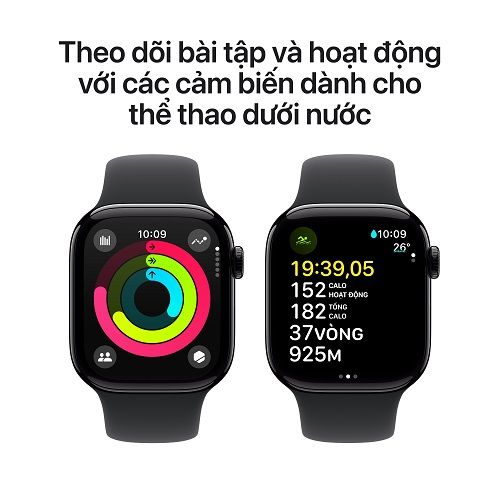 Theo dõi bài tập và hoạt động
với các cảm biến dành cho
thể thao dưới nước
10:09
10:09
26°
19:39,05
152 CALO HOẠT ĐỘNG
182 TỔNG CALO
37VÒNG
925M